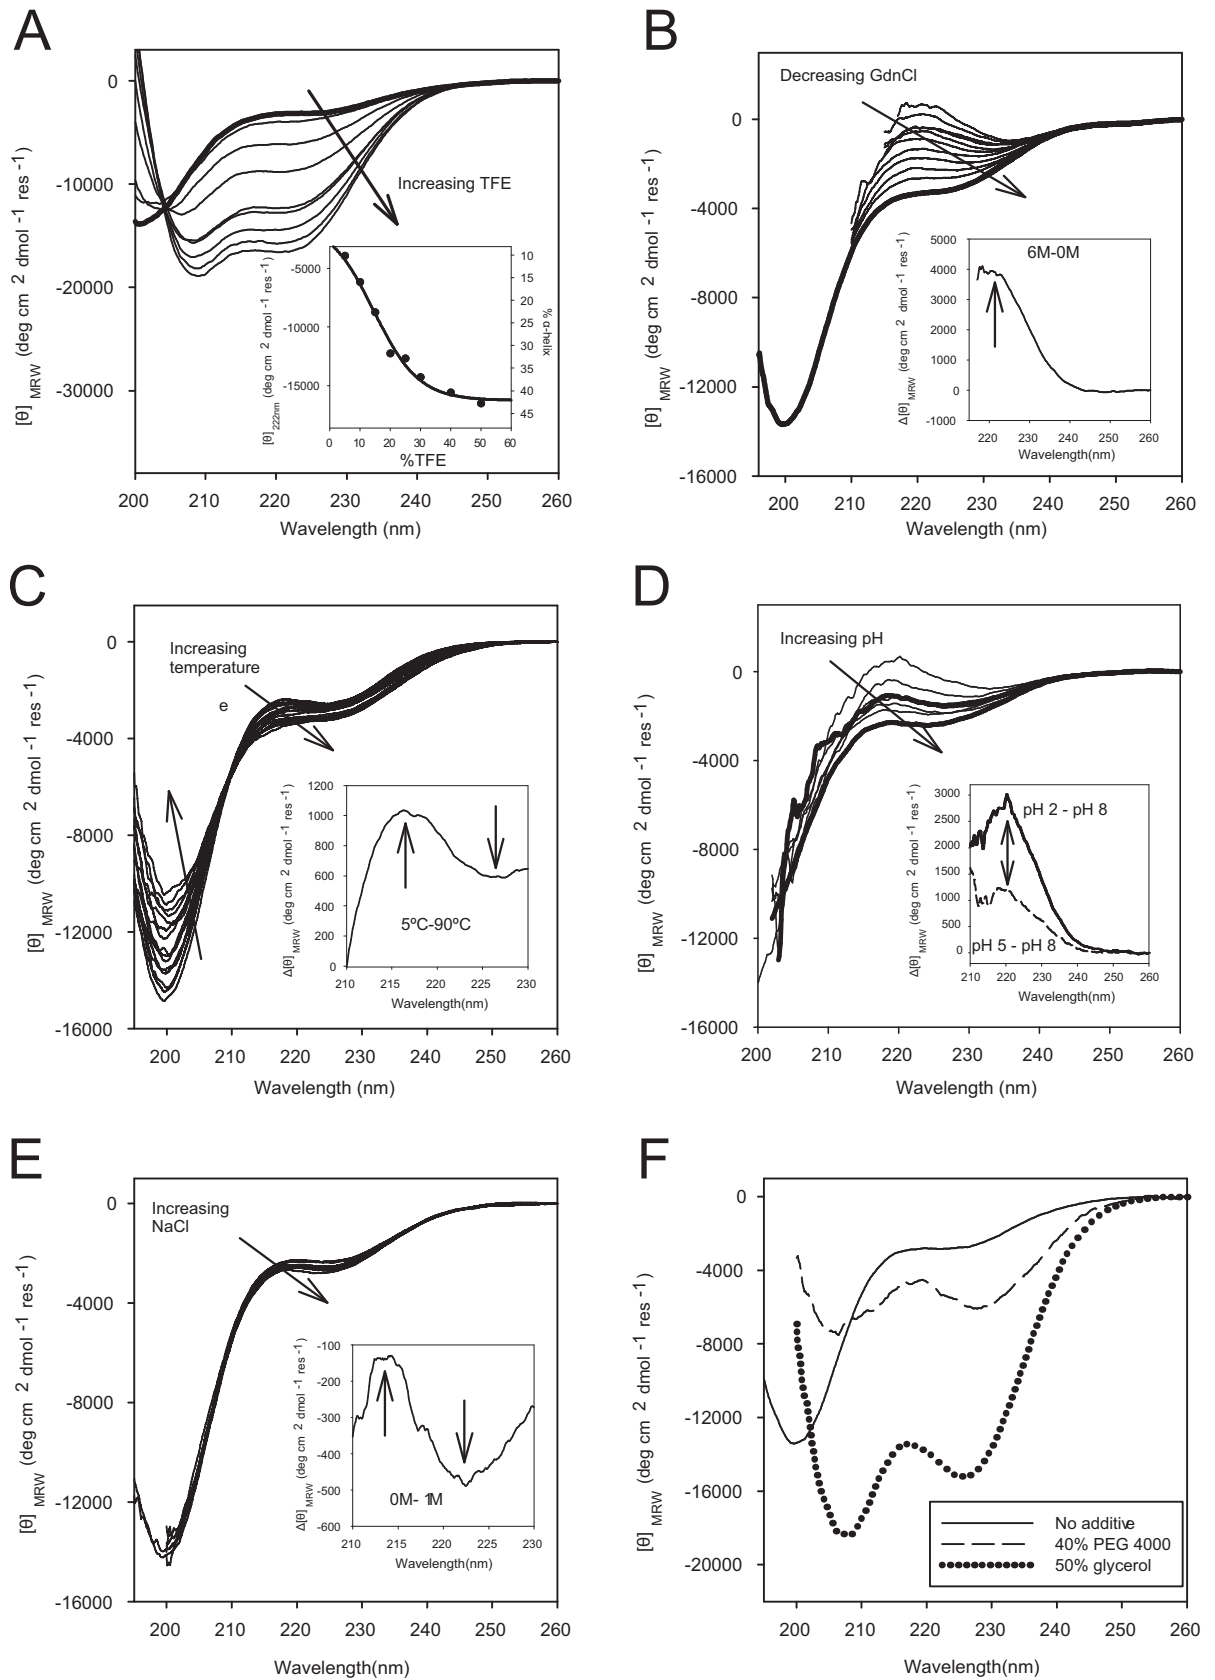 A
0
-10000
-20000
-30000
[θ] MRW (deg cm 2 dmol -1 res -1)
Increasing TFE
-5000
-10000
-15000
[θ]222nm (deg cm 2 dmol -1 res -1)
10
15
20
25
30
35
40
45
% α-helix
0 10 20 30 40 50 60
%TFE
200 210 220 230 240 250 260
Wavelength (nm)
B
Decreasing GdnCl
0
-4000
-8000
-12000
-16000
[θ] MRW (deg cm 2 dmol -1 res -1)
6M-0M
5000
4000
3000
2000
1000
0
-1000
Δ[θ]MRW (deg cm 2 dmol -1 res -1)
220 230 240 250 260
Wavelength(nm)
200 210 220 230 240 250 260
Wavelength (nm)
C
Increasing
temperature
e
0
-4000
-8000
-12000
-16000
[θ] MRW (deg cm 2 dmol -1 res -1)
1200
1000
800
600
400
200
0
Δ[θ]MRW (deg cm 2 dmol -1 res -1)
5ºC-90ºC
210 215 220 225 230
Wavelength(nm)
200 210 220 230 240 250 260
Wavelength (nm)
D
Increasing pH
0
-4000
-8000
-12000
-16000
[θ] MRW (deg cm 2 dmol -1 res -1)
3000
2500
2000
1500
1000
500
0
Δ[θ]MRW (deg cm 2 dmol -1 res -1)
pH 2 - pH 8
pH 5 - pH 8
210 220 230 240 250 260
Wavelength(nm)
200 210 220 230 240 250 260
Wavelength (nm)
E
Increasing
NaCl
0
-4000
-8000
-12000
-16000
[θ] MRW (deg cm 2 dmol -1 res -1)
-100
-200
-300
-400
-500
-600
Δ[θ]MRW (deg cm 2 dmol -1 res -1)
0M- 1M
210 215 220 225 230
Wavelength(nm)
200 210 220 230 240 250 260
Wavelength(nm)
F
0
-4000
-8000
-12000
-16000
-20000
[θ] MRW (deg cm 2 dmol -1 res -1)
No additive
40% PEG 4000
50% glycerol
200 210 220 230 240 250 260
Wavelength(nm)